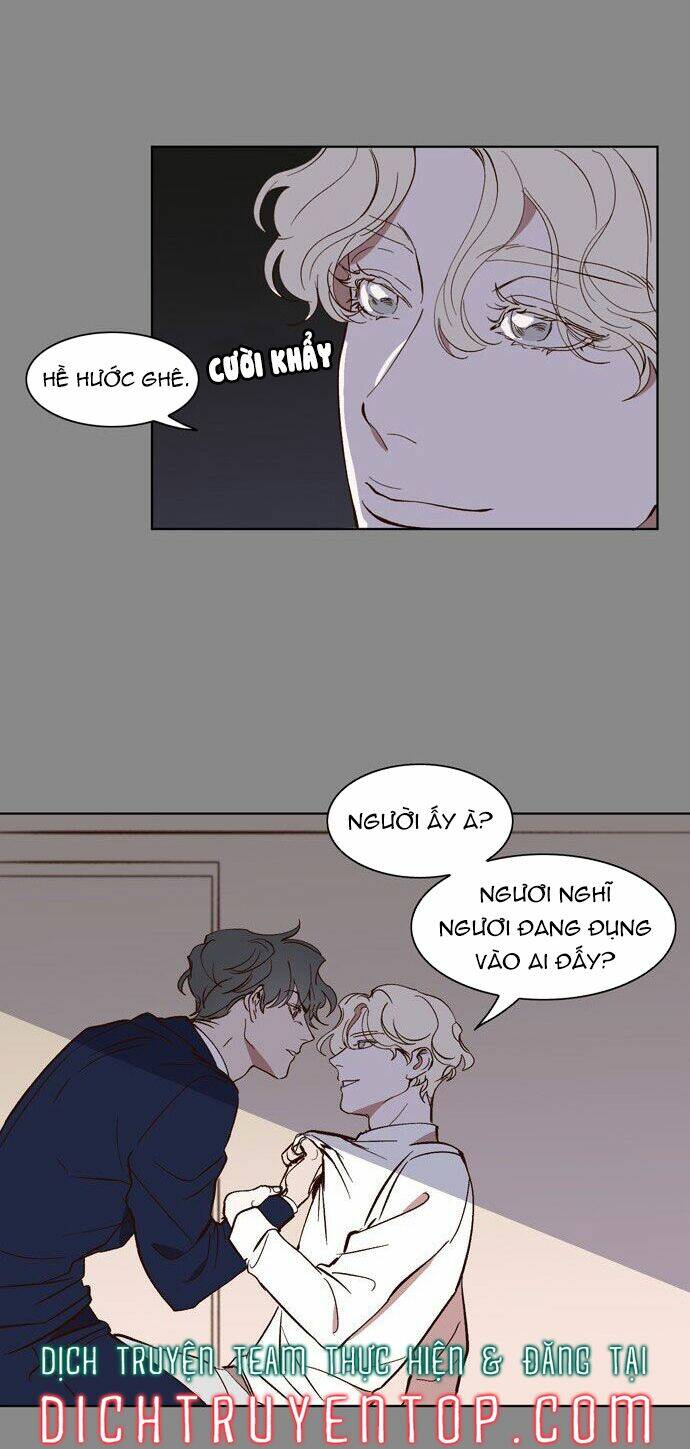 HỀ HƯỚC GHÊ.
CƯỜI KHẨY
NGƯỜI ẤY À?
NGƯƠI NGHĨ
NGƯƠI ĐANG ĐỤNG
VÀO AI ĐẤY?
DỊCH TRUYỆN TEAM THỰC HIỆN & ĐĂNG TẠI
DICHTRUYENTOP.COM